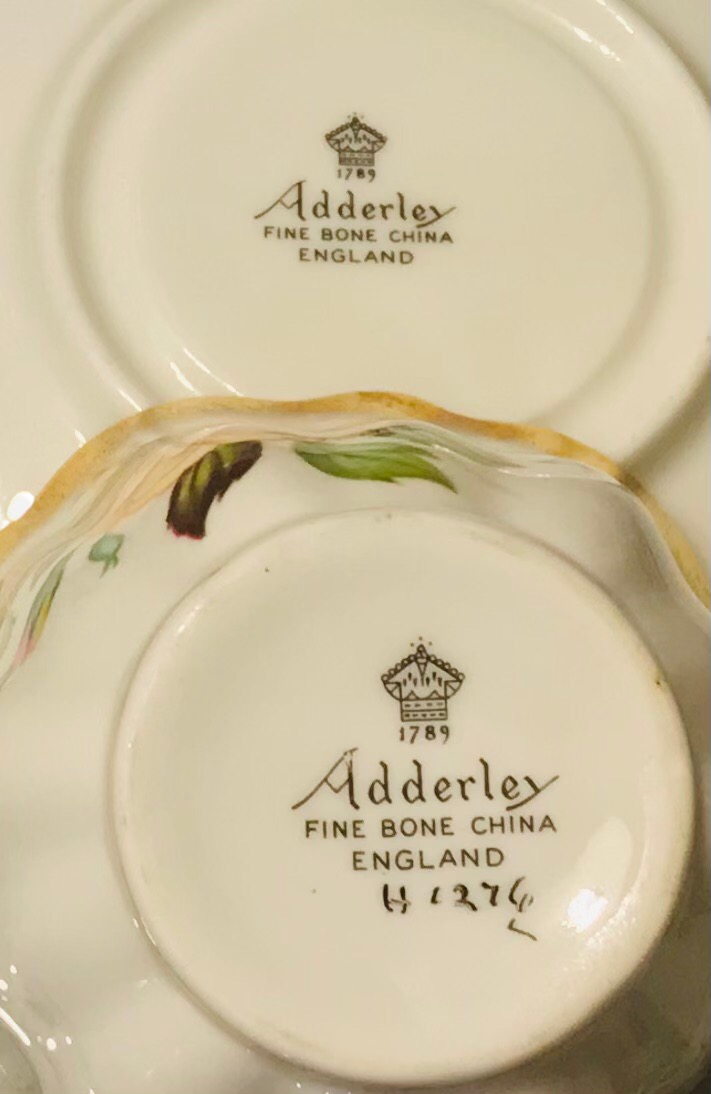 1789
Adderley
FINE BONE CHINA
ENGLAND
1789
Adderley
FINE BONE CHINA
ENGLAND
H1276